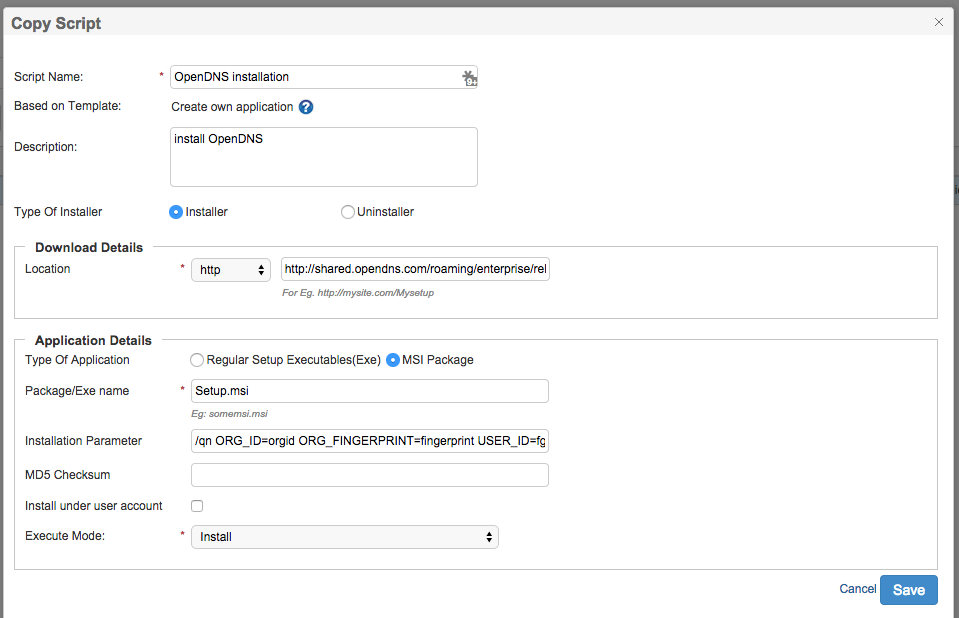 Copy Script
Script Name: * OpenDNS installation
Based on Template: Create own application ?
Description: install OpenDNS
Type Of Installer Installer Uninstaller
Download Details
Location * http http://shared.opendns.com/roaming/enterprise/rel
For Eg. http://mysite.com/Mysetup
Application Details
Type Of Application Regular Setup Executables(Exe) MSI Package
Package/Exe name * Setup.msi
Eg: somemsi.msi
Installation Parameter /qn ORG_ID=orgid ORG_FINGERPRINT=fingerprint USER_ID=fg
MD5 Checksum
Install under user account
Execute Mode: * Install
Cancel Save